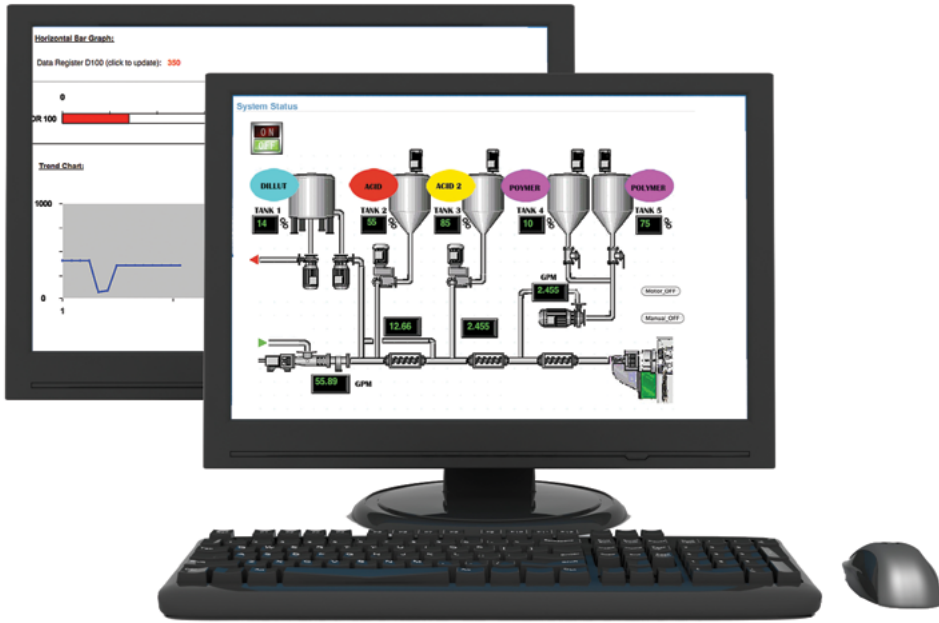 Horizontal Bar Graph:
Data Register D100 (click to update): 350
0
DR 100
Trend Chart:
1000
0
1
System Status
ON
OFF
DILLUT
ACID
ACID 2
POYMER
POLYMER
TANK 1
TANK 2
TANK 3
TANK 4
TANK 5
14 %
55 %
85 %
10 %
75 %
GPM
2.455
Motor_OFF
Manual_OFF
12.66
2.455
55.89 GPM